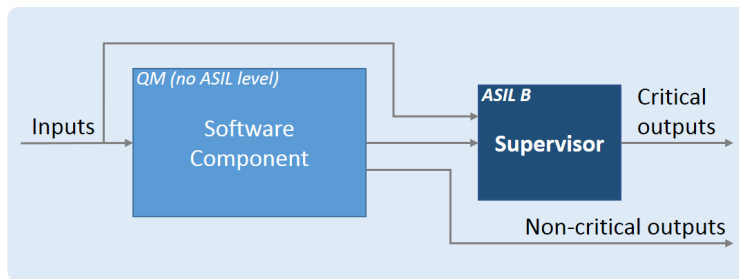 QM (no ASIL level)
ASIL B
Inputs
Software
Component
Supervisor
Critical
outputs
Non-critical outputs